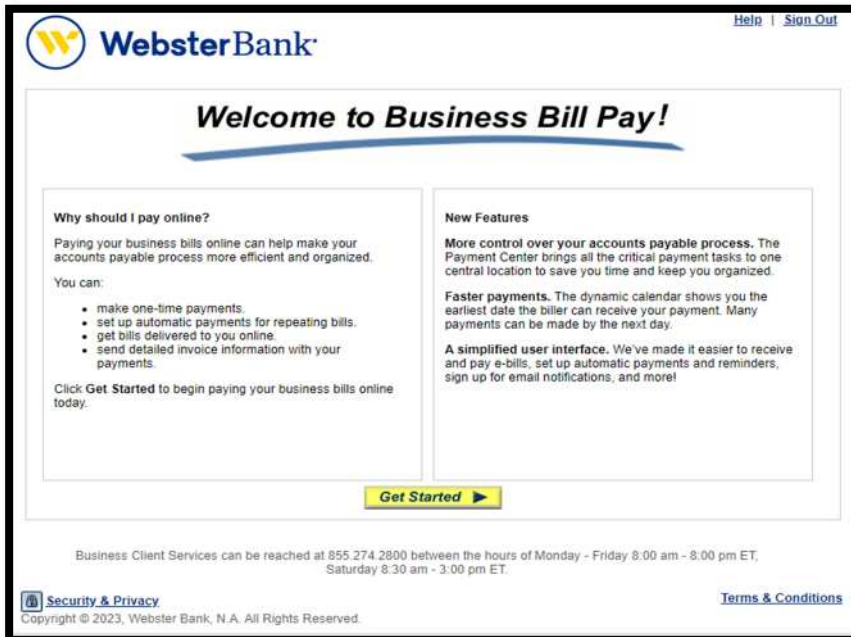 Help | Sign Out
WebsterBank
Welcome to Business Bill Pay!
Why should I pay online?
Paying your business bills online can help make your
accounts payable process more efficient and organized.
You can:
• make one-time payments.
• set up automatic payments for repeating bills.
• get bills delivered to you online.
• send detailed invoice information with your
payments.
Click Get Started to begin paying your business bills online
today.
New Features
More control over your accounts payable process. The
Payment Center brings all the critical payment tasks to one
central location to save you time and keep you organized.
Faster payments. The dynamic calendar shows you the
earliest date the biller can receive your payment. Many
payments can be made by the next day.
A simplified user interface. We've made it easier to receive
and pay e-bills, set up automatic payments and reminders,
sign up for email notifications, and more!
Get Started
Business Client Services can be reached at 855.274.2800 between the hours of Monday - Friday 8:00 am - 8:00 pm ET,
Saturday 8:30 am - 3:00 pm ET.
Security & Privacy
Terms & Conditions
Copyright © 2023, Webster Bank, N.A. All Rights Reserved.